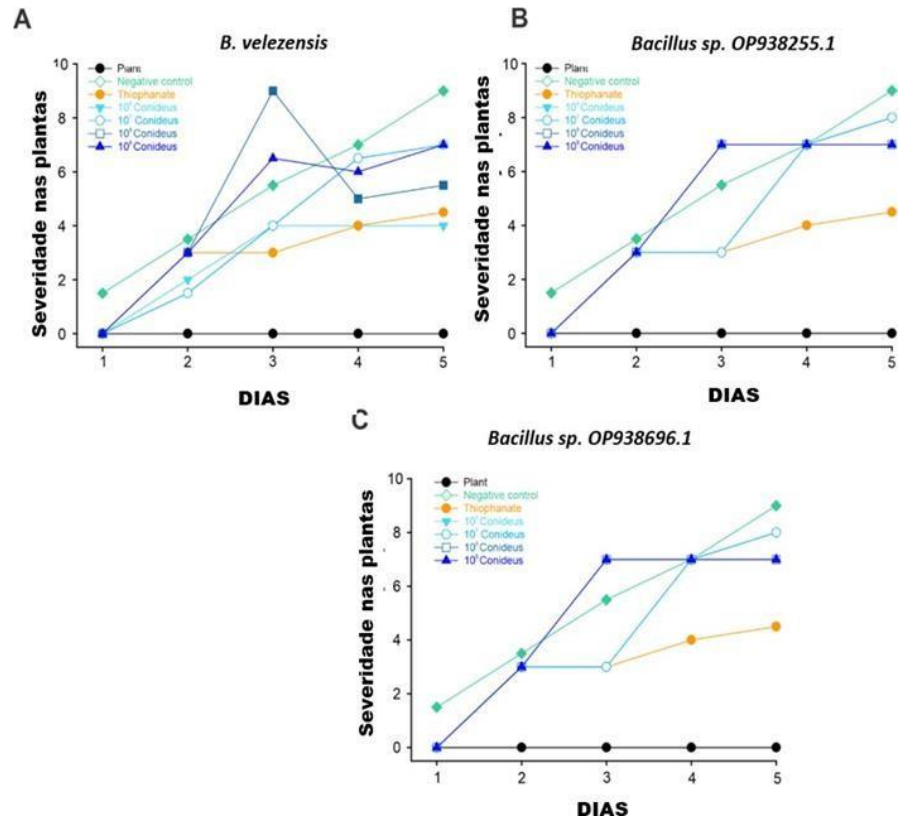 A
B. velezensis
Severidade nas plantas
10
8
6
4
2
0
Plant
Negative control
Thiophanate
Conideus
Conideus
Conideus
Conideus
1 2 3 4 5
DIAS
B
Bacillus sp. OP938255.1
Severidade nas plantas
10
8
6
4
2
0
Plant
Negative control
Thiophanate
Conideus
Conideus
Conideus
Conideus
1 2 3 4 5
DIAS
C
Bacillus sp. OP938696.1
Severidade nas plantas
10
8
6
4
2
0
Plant
Negative control
Thiophanate
Conideus
Conideus
Conideus
Conideus
1 2 3 4 5
DIAS